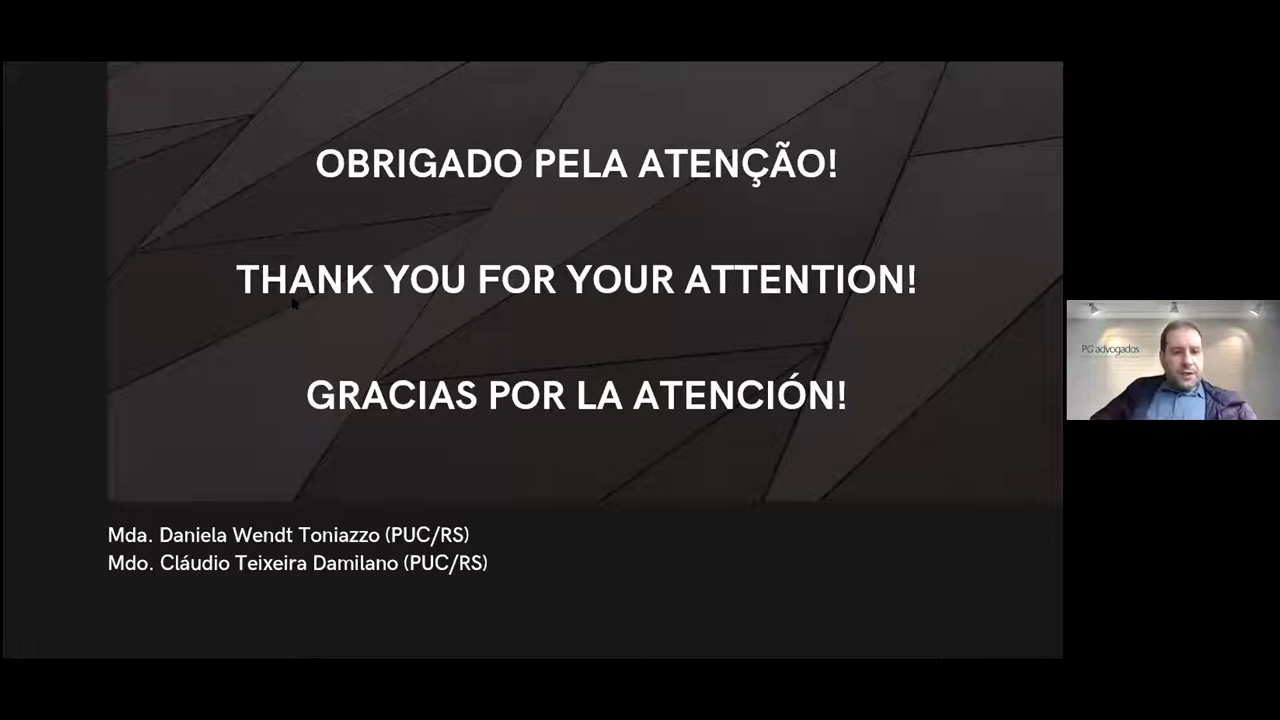 OBRIGADO PELA ATENÇÃO!
THANK YOU FOR YOUR ATTENTION!
GRACIAS POR LA ATENCIÓN!
PG advogados
Mda. Daniela Wendt Toniazzo (PUC/RS)
Mdo. Cláudio Teixeira Damilano (PUC/RS)